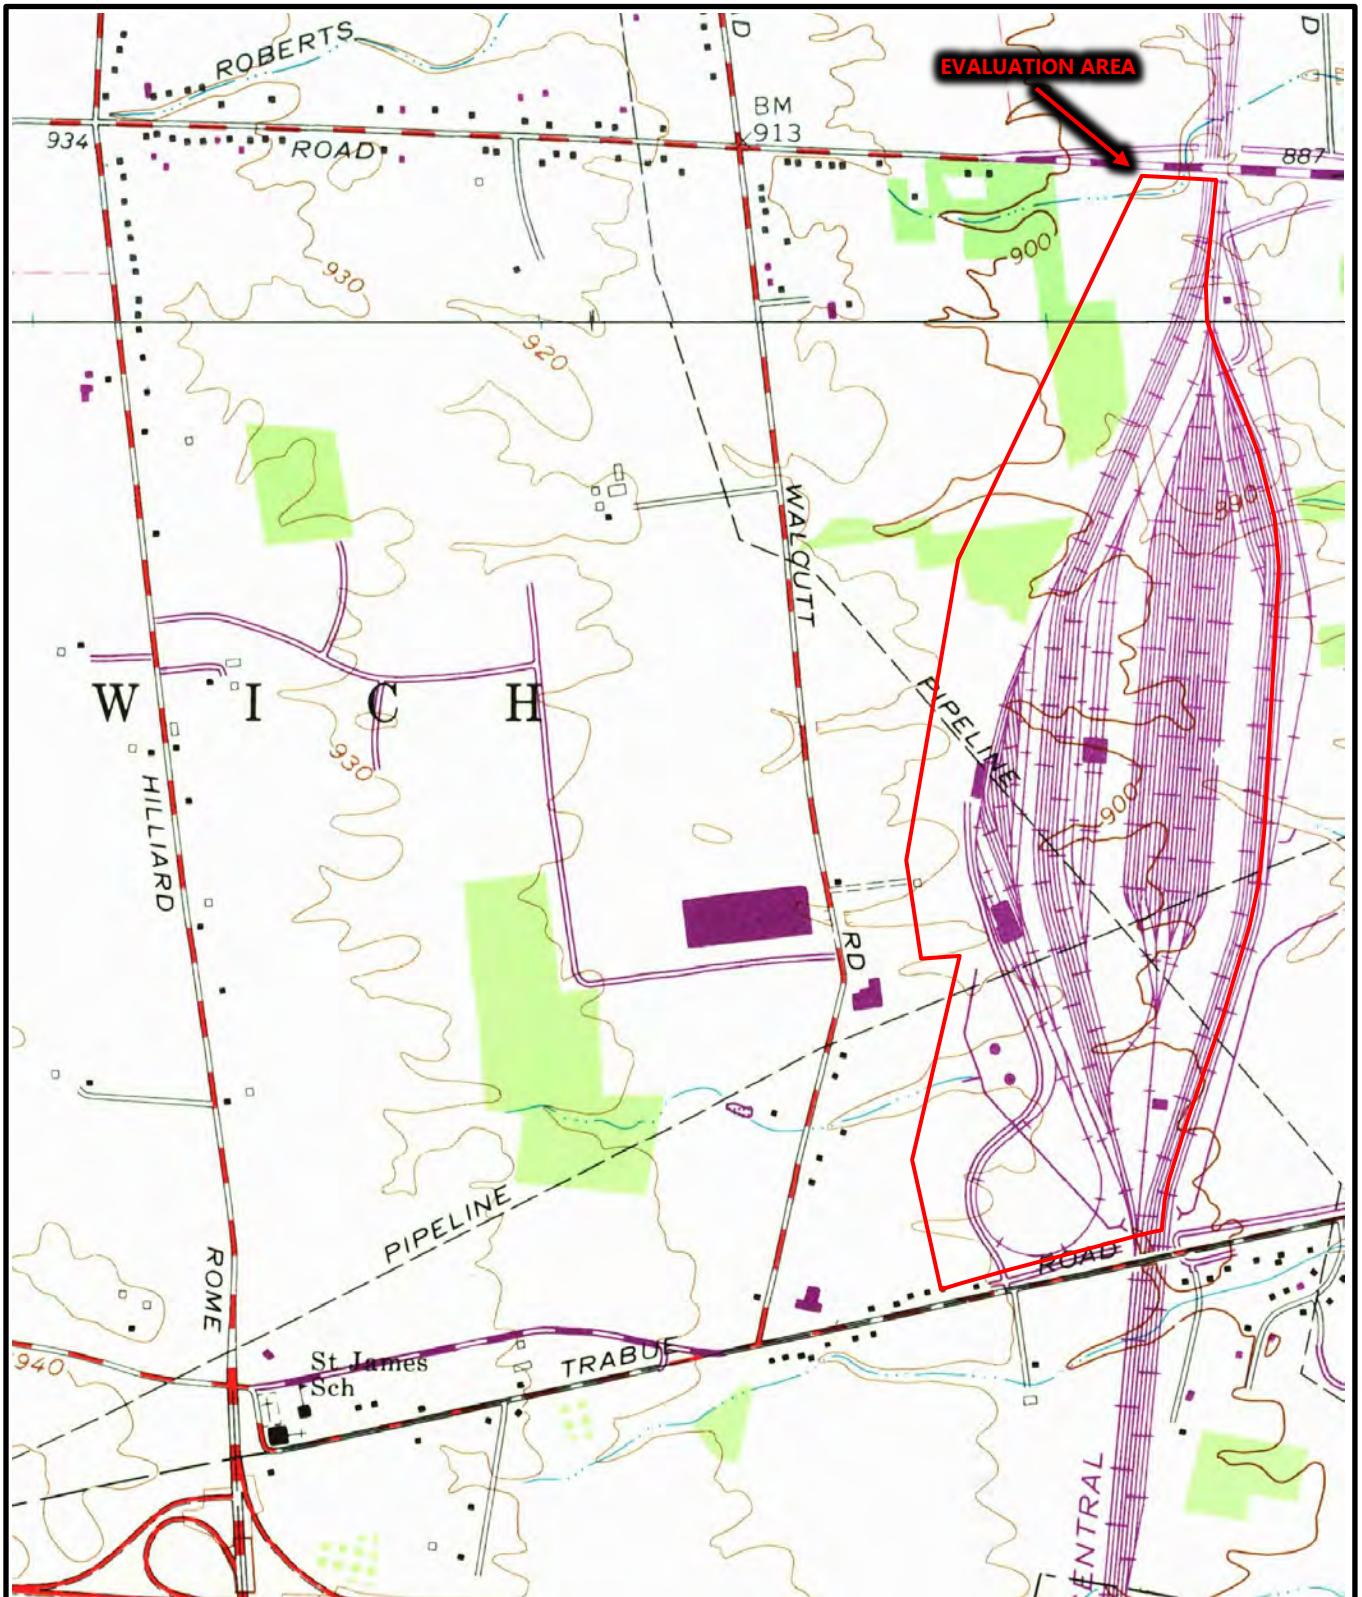 ROBERTS
D
D
EVALUATION AREA
BM
913
934
ROAD
887
900
930
920
WALCUTT
890
PIPELINE
W I C H
930
HILLIARD
900
RD
PIPELINE
ROAD
ROME
TRABUE
St James
Sch
940
ENTRAL